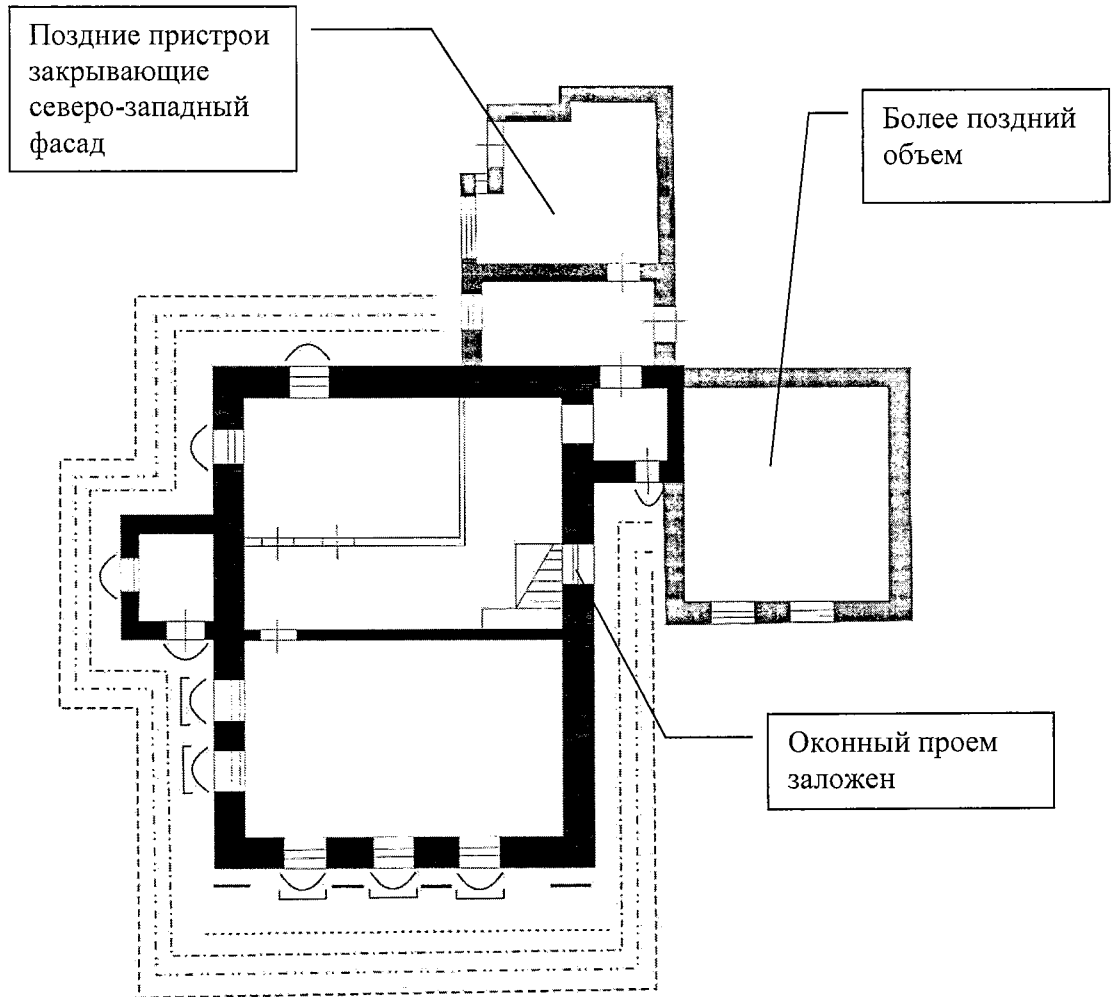 Поздние пристрои
закрывающие
северо-западный
фасад
Более поздний
объем
Оконный проем
заложен